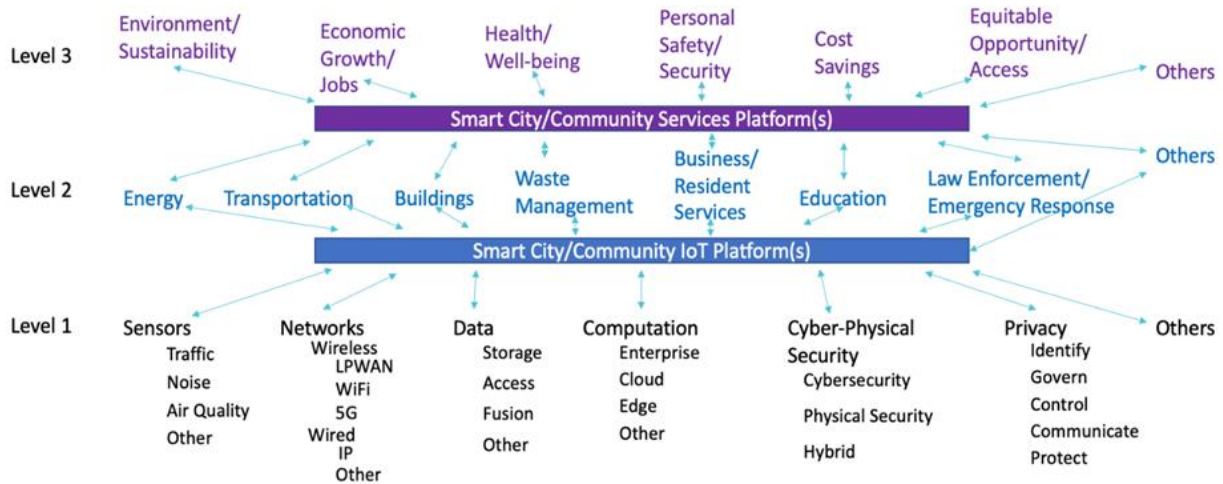 Level 3
Environment/
Sustainability
Economic
Growth/
Jobs
Health/
Well-being
Personal
Safety/
Security
Cost
Savings
Equitable
Opportunity/
Access
Others
Smart City/Community Services Platform(s)
Level 2
Energy
Transportation
Buildings
Waste
Management
Business/
Resident
Services
Education
Law Enforcement/
Emergency Response
Others
Smart City/Community IoT Platform(s)
Level 1
Sensors
Traffic
Noise
Air Quality
Other
Networks
Wireless
LPWAN
WiFi
5G
Wired
IP
Other
Data
Storage
Access
Fusion
Other
Computation
Enterprise
Cloud
Edge
Other
Cyber-Physical
Security
Cybersecurity
Physical Security
Hybrid
Privacy
Identify
Govern
Control
Communicate
Protect
Others